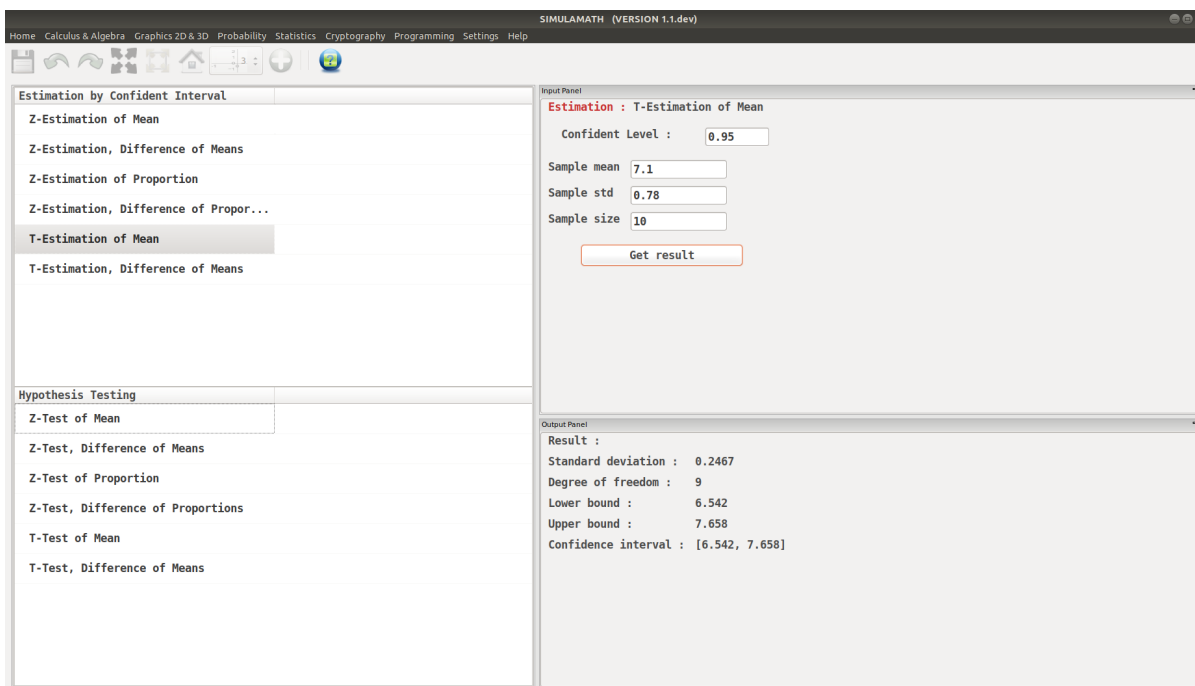 SIMULAMATH (VERSION 1.1.dev)
Home Calculus & Algebra Graphics 2D & 3D Probability Statistics Cryptography Programming Settings Help
3
Estimation by Confident Interval
Z-Estimation of Mean
Z-Estimation, Difference of Means
Z-Estimation of Proportion
Z-Estimation, Difference of Propor...
T-Estimation of Mean
T-Estimation, Difference of Means
Hypothesis Testing
Z-Test of Mean
Z-Test, Difference of Means
Z-Test of Proportion
Z-Test, Difference of Proportions
T-Test of Mean
T-Test, Difference of Means
Input Panel
Estimation : T-Estimation of Mean
Confident Level : 0.95
Sample mean 7.1
Sample std 0.78
Sample size 10
Get result
Output Panel
Result :
Standard deviation : 0.2467
Degree of freedom : 9
Lower bound : 6.542
Upper bound : 7.658
Confidence interval : [6.542, 7.658]